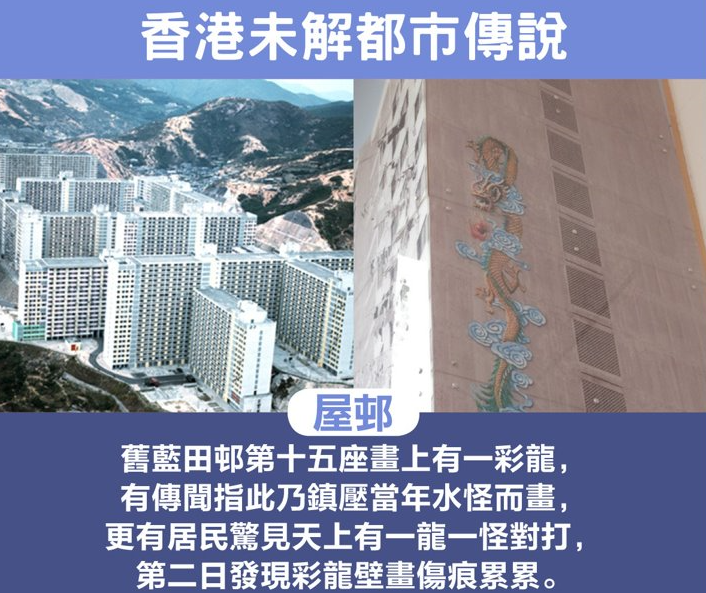 香港未解都市傳說
屋邨
舊藍田邨第十五座畫上有一彩龍，
有傳聞指此乃鎮壓當年水怪而畫，
更有居民驚見天上有一龍一怪對打，
第二日發現彩龍壁畫傷痕累累。